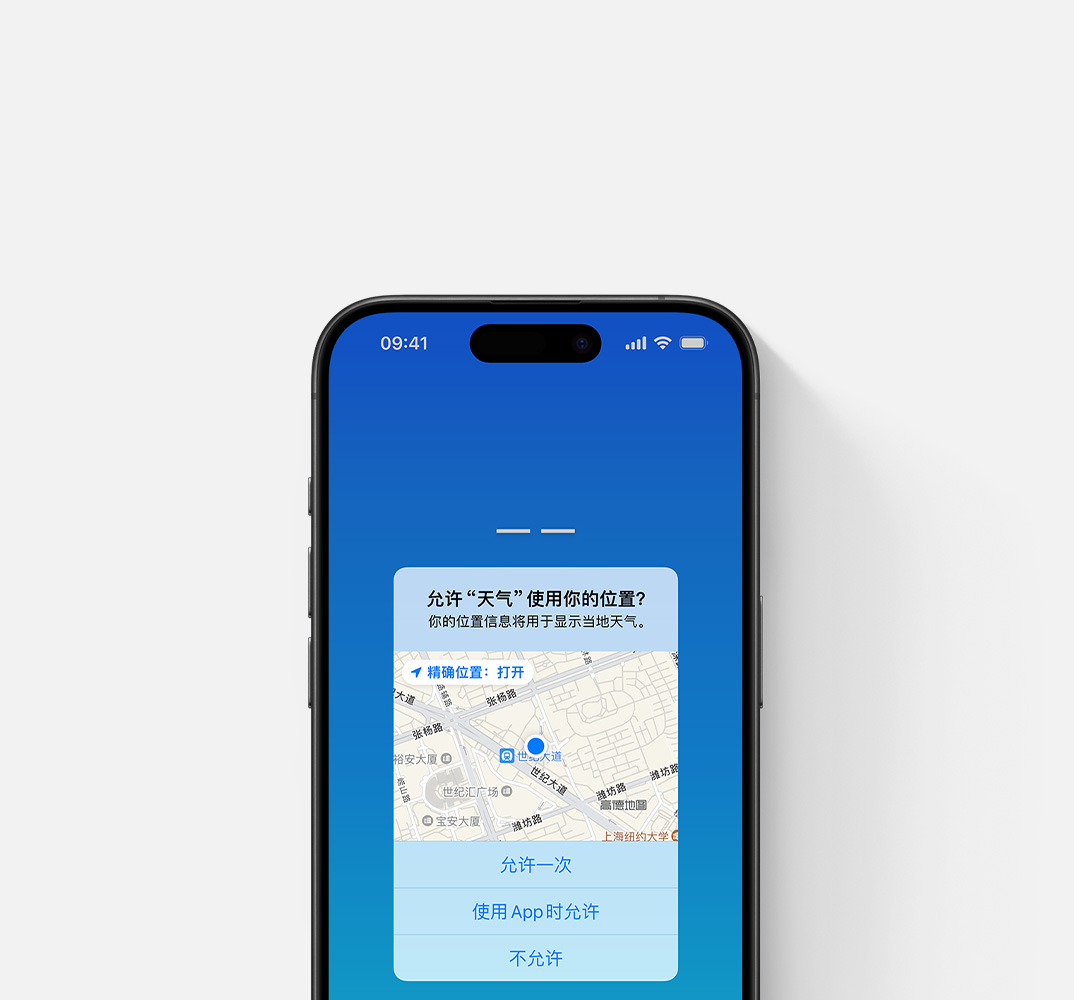 09:41
允许“天气”使用你的位置？
你的位置信息将用于显示当地天气。
精确位置：打开
张杨路
大道
张杨路
世纪大道
裕安大厦
世纪大道
潍坊路
世纪汇广场
潍坊路
高德地图
宝安大厦
潍坊路
上海纽约大学
允许一次
使用 App 时允许
不允许